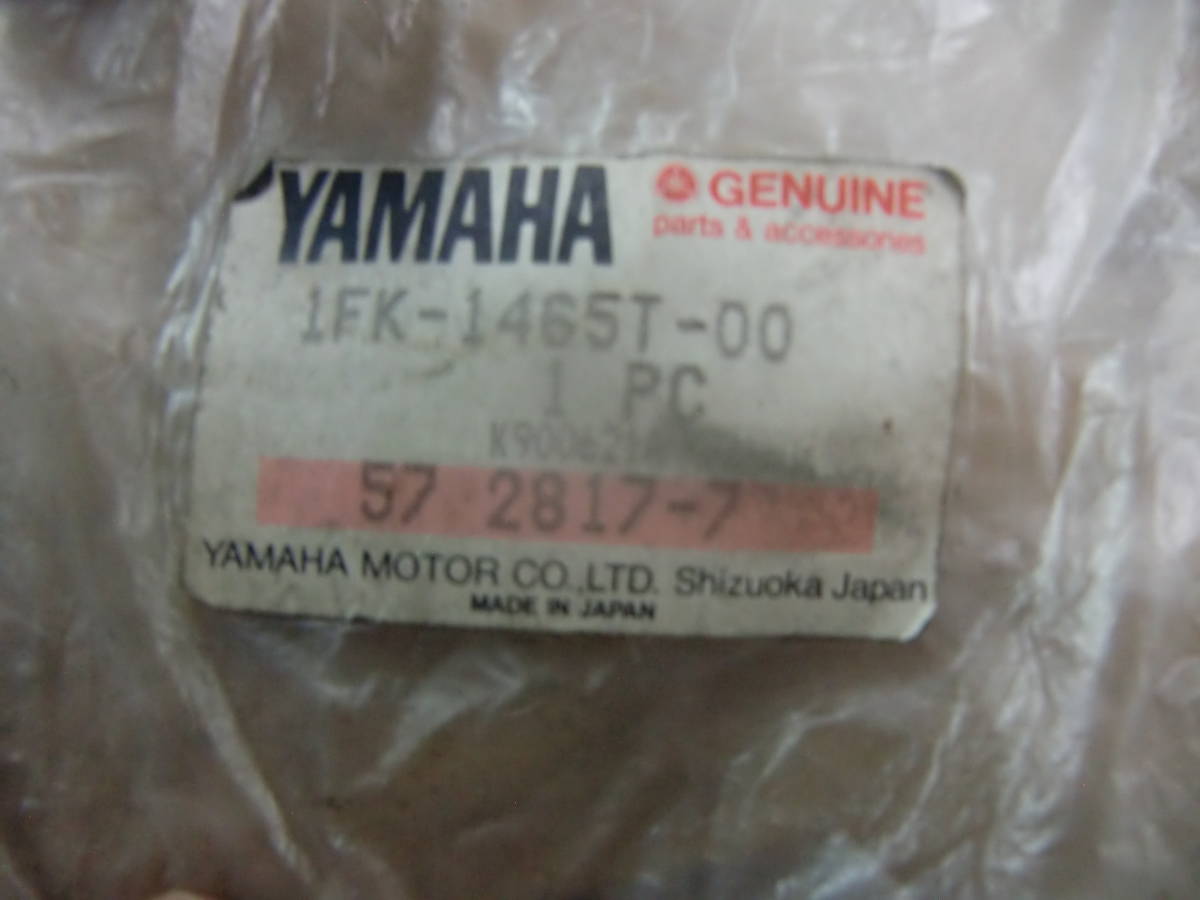 YAMAHA
GENUINE
parts & accessories
1FK-1465T-00
1 PC
57 2817-7
YAMAHA MOTOR CO.,LTD. Shizuoka Japan
MADE IN JAPAN